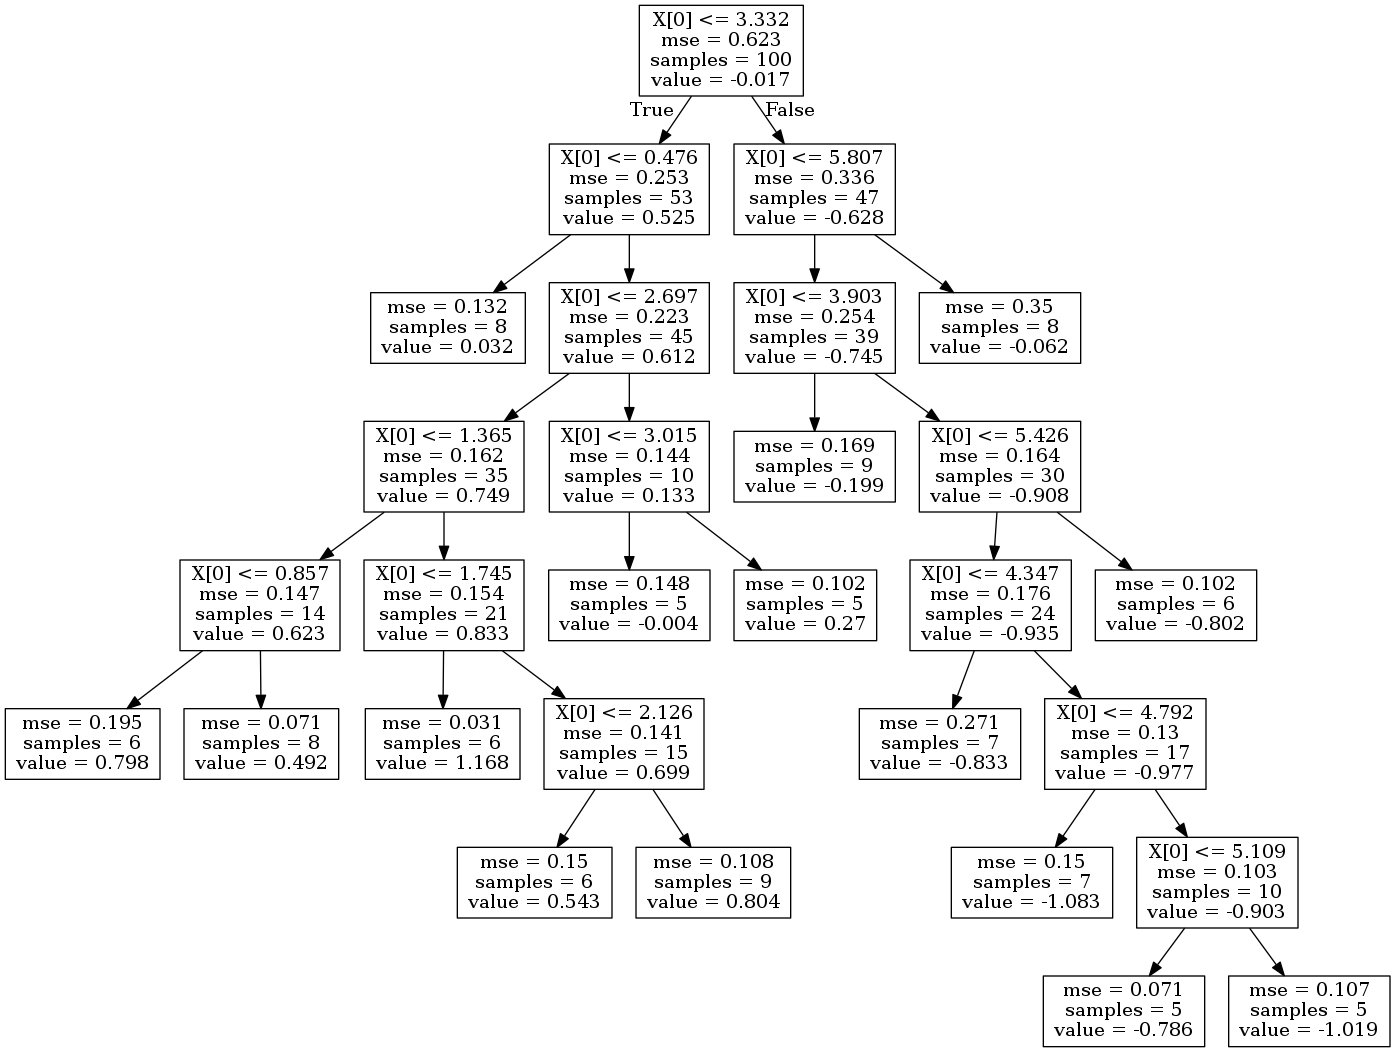 X[0] <= 3.332
mse = 0.623
samples = 100
value = -0.017
True
False
X[0] <= 0.476
mse = 0.253
samples = 53
value = 0.525
X[0] <= 5.807
mse = 0.336
samples = 47
value = -0.628
mse = 0.132
samples = 8
value = 0.032
X[0] <= 2.697
mse = 0.223
samples = 45
value = 0.612
X[0] <= 3.903
mse = 0.254
samples = 39
value = -0.745
mse = 0.35
samples = 8
value = -0.062
X[0] <= 1.365
mse = 0.162
samples = 35
value = 0.749
X[0] <= 3.015
mse = 0.144
samples = 10
value = 0.133
mse = 0.169
samples = 9
value = -0.199
X[0] <= 5.426
mse = 0.164
samples = 30
value = -0.908
X[0] <= 0.857
mse = 0.147
samples = 14
value = 0.623
X[0] <= 1.745
mse = 0.154
samples = 21
value = 0.833
mse = 0.148
samples = 5
value = -0.004
mse = 0.102
samples = 5
value = 0.27
X[0] <= 4.347
mse = 0.176
samples = 24
value = -0.935
mse = 0.102
samples = 6
value = -0.802
mse = 0.195
samples = 6
value = 0.798
mse = 0.071
samples = 8
value = 0.492
mse = 0.031
samples = 6
value = 1.168
X[0] <= 2.126
mse = 0.141
samples = 15
value = 0.699
mse = 0.271
samples = 7
value = -0.833
X[0] <= 4.792
mse = 0.13
samples = 17
value = -0.977
mse = 0.15
samples = 6
value = 0.543
mse = 0.108
samples = 9
value = 0.804
mse = 0.15
samples = 7
value = -1.083
X[0] <= 5.109
mse = 0.103
samples = 10
value = -0.903
mse = 0.071
samples = 5
value = -0.786
mse = 0.107
samples = 5
value = -1.019